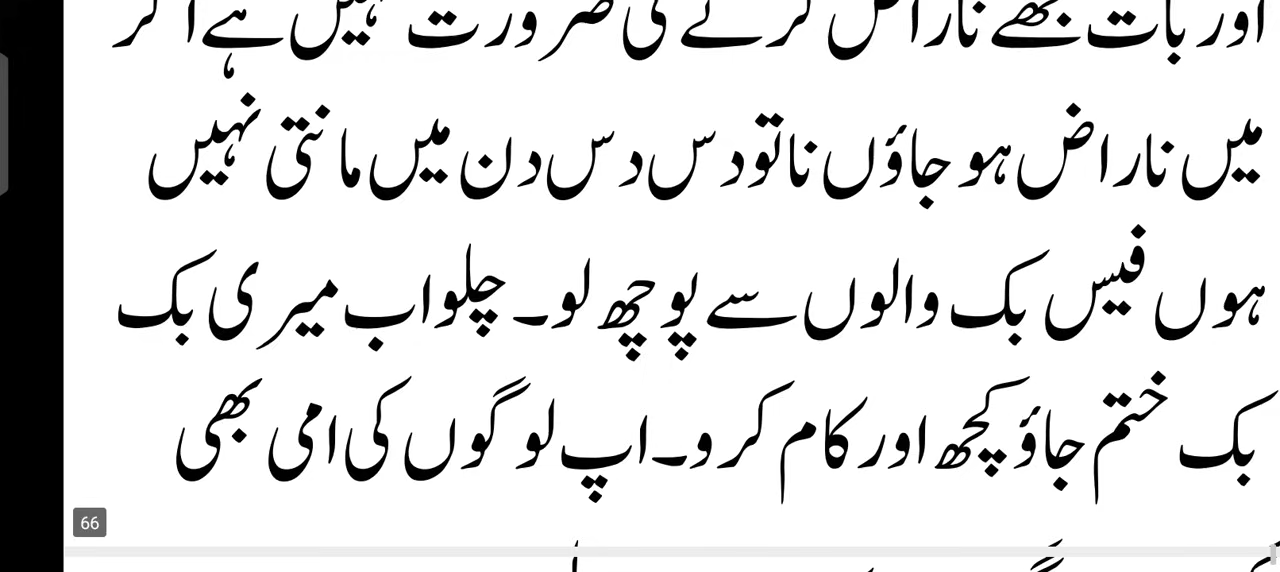 اور بات مجھے ناراض کرنے کی ضرورت نہیں ہے اگر
میں ناراض ہو جاؤں نا تو دس دس دن میں مانتی نہیں
ہوں فیس بک والوں سے پوچھ لو۔ چلو اب میری بک
بک ختم جاؤ کچھ اور کام کرو۔ اپ لوگوں کی امی بھی
66